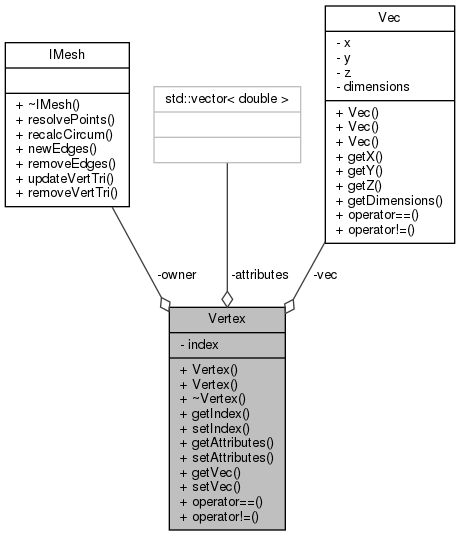 IMesh
+ ~IMesh()
+ resolvePoints()
+ recalcCircum()
+ newEdges()
+ removeEdges()
+ updateVertTri()
+ removeVertTri()
std::vector< double >
Vec
- x
- y
- z
- dimensions
+ Vec()
+ Vec()
+ Vec()
+ getX()
+ getY()
+ getZ()
+ getDimensions()
+ operator==()
+ operator!=()
-owner
-attributes
-vec
Vertex
- index
+ Vertex()
+ Vertex()
+ ~Vertex()
+ getIndex()
+ setIndex()
+ getAttributes()
+ setAttributes()
+ getVec()
+ setVec()
+ operator==()
+ operator!=()